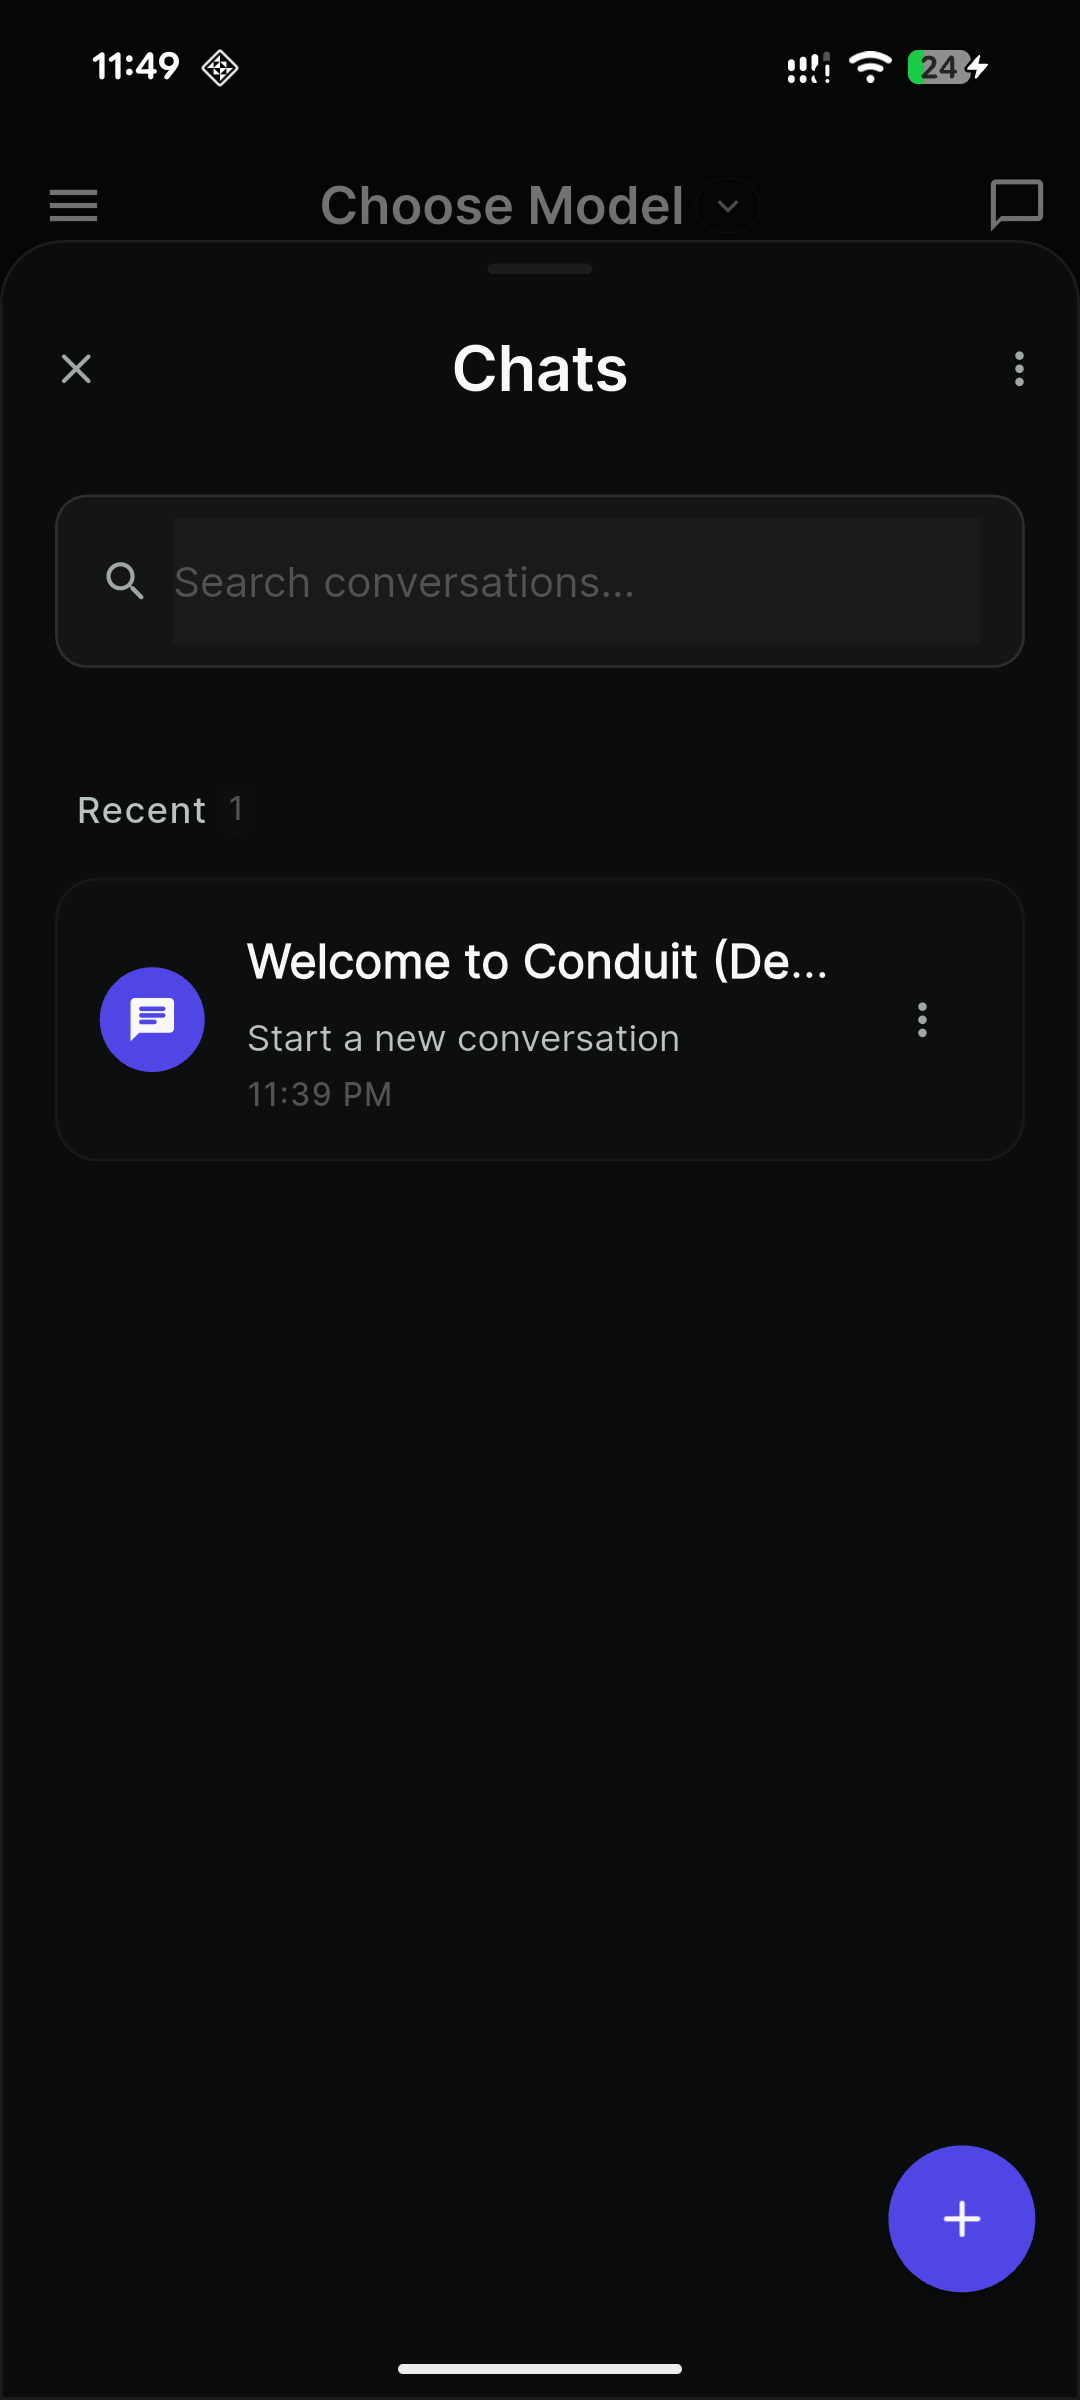 11:49
24
Choose Model
Chats
Search conversations...
Recent 1
Welcome to Conduit (De...
Start a new conversation
11:39 PM